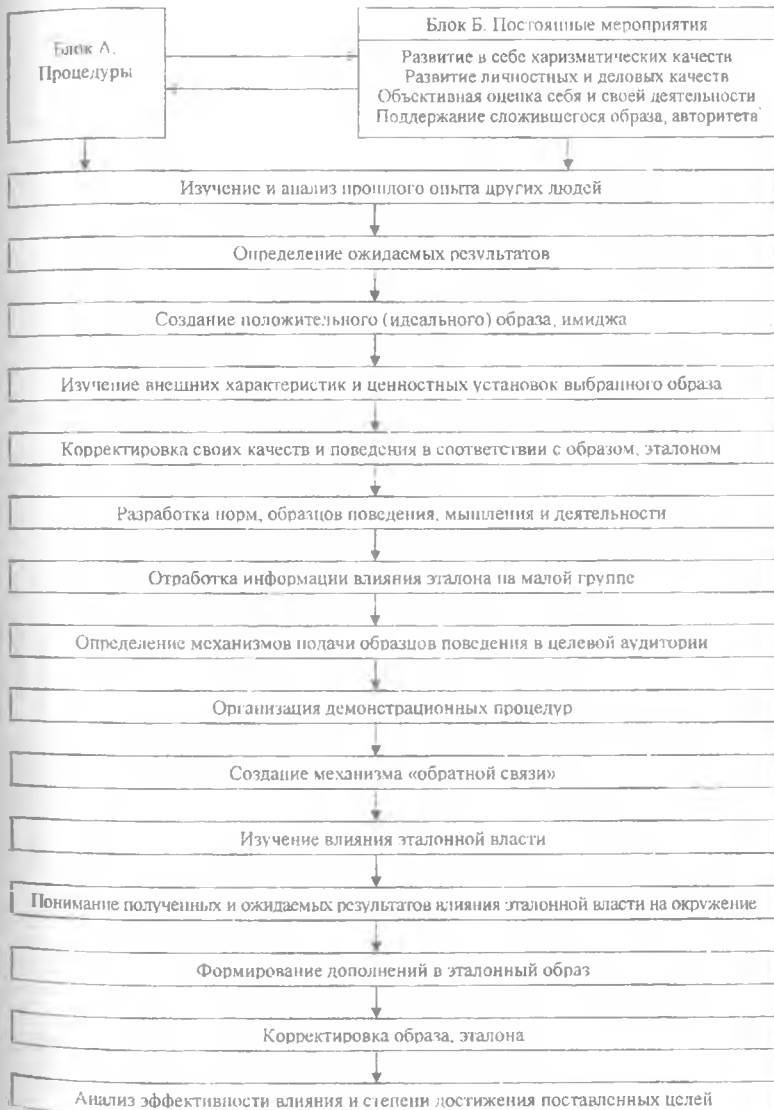 Блок А.
Процедуры
Блок Б. Постоянные мероприятия
Развитие в себе харизматических качеств
Развитие личностных и деловых качеств
Объективная оценка себя и своей деятельности
Поддержание сложившегося образа, авторитета
Изучение и анализ прошлого опыта других людей
Определение ожидаемых результатов
Создание положительного (идеального) образа, имиджа
Изучение внешних характеристик и ценностных установок выбранного образа
Корректировка своих качеств и поведения в соответствии с образом, эталоном
Разработка норм, образцов поведения, мышления и деятельности
Отработка информации влияния эталона на малой группе
Определение механизмов подачи образцов поведения в целевой аудитории
Организация демонстрационных процедур
Создание механизма «обратной связи»
Изучение влияния эталонной власти
Понимание полученных и ожидаемых результатов влияния эталонной власти на окружение
Формирование дополнений в эталонный образ
Корректировка образа, эталона
Анализ эффективности влияния и степени достижения поставленных целей